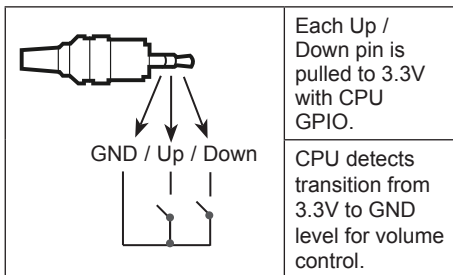 GND / Up / Down
Each Up /
Down pin is
pulled to 3.3V
with CPU
GPIO.
CPU detects
transition from
3.3V to GND
level for volume
control.